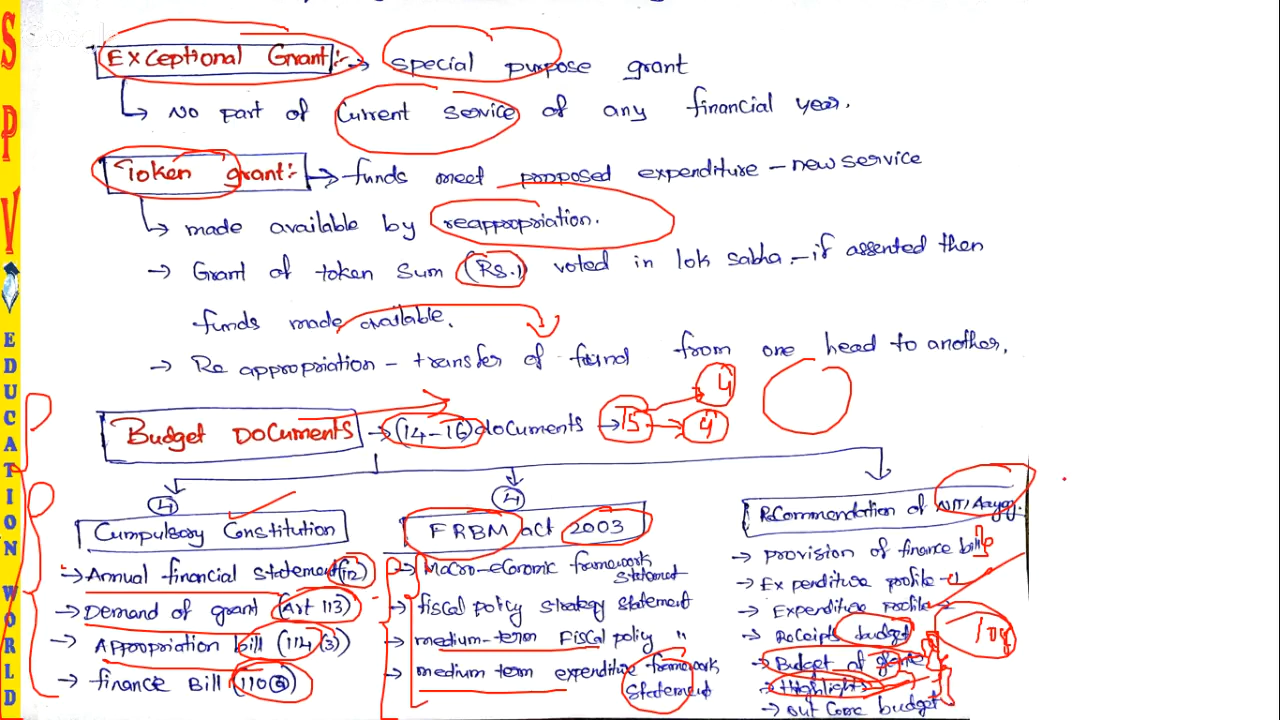 SPV EDUCATION WORLD
Exceptional Grant:- → special purpose grant
↳ No part of current service of any financial year.
Token grant:- → funds meet proposed expenditure - new service
↳ made available by reappropriation.
→ Grant of token sum (Rs.1) voted in lok sabha - if assented then
funds made available.
→ Re appropriation - transfer of fund from one head to another.
Budget Documents → (14-16) documents → 15 → 4
→ 4
4
4
Cumpulsory Constitution
→ Annual financial statement (112)
→ Demand of grant (Art 113)
→ Appropriation bill (114 (3))
→ finance Bill (110
FRBM act 2003
→ Macro-economic framework
statement
→ fiscal policy strategy statement
→ medium-term Fiscal policy "
→ medium term expenditure framework
statement
Recommendation of NITI Aayog.
→ provision of finance bill
→ Expenditure profile -
→ Expenditure profile -
→ Receipts budget
→ Budget of
→ Highlights
→ out Come budget